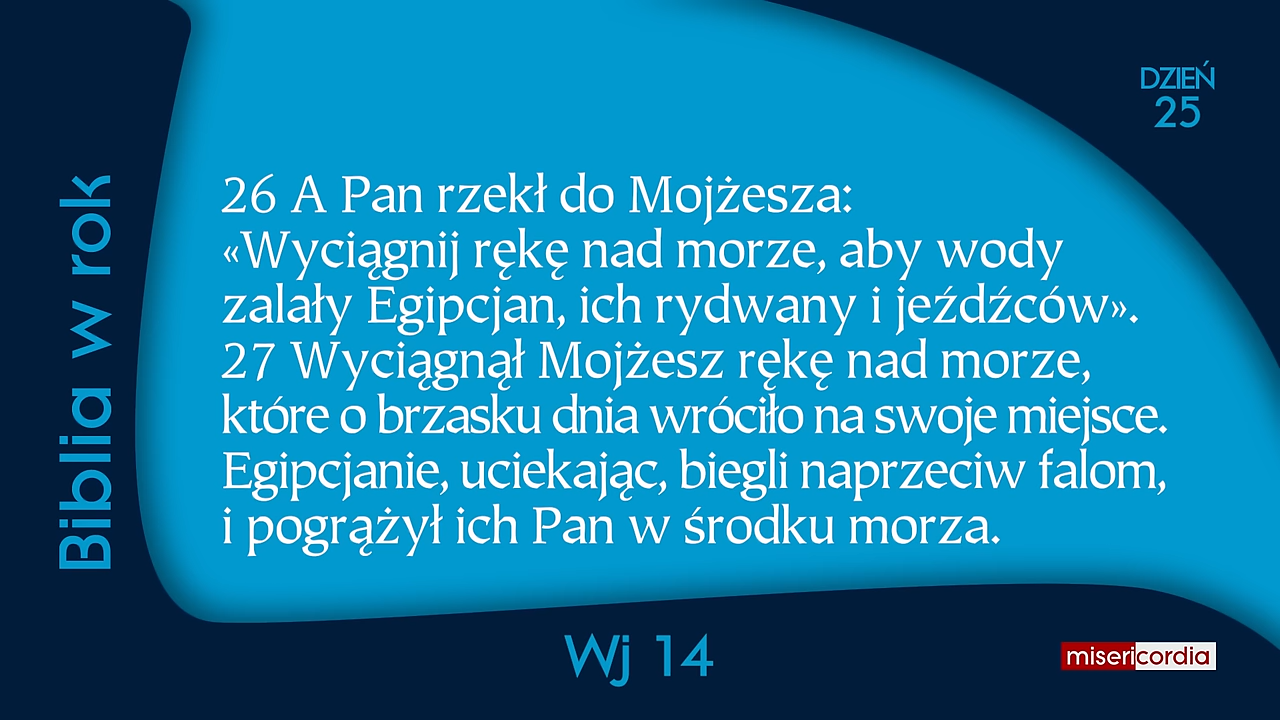 DZIEŃ
25
Biblia w rok
26 A Pan rzekł do Mojżesza:
«Wyciągnij rękę nad morze, aby wody
zalały Egipcjan, ich rydwany i jeźdźców».
27 Wyciągnął Mojżesz rękę nad morze,
które o brzasku dnia wróciło na swoje miejsce.
Egipcjanie, uciekając, biegli naprzeciw falom,
i pogrążył ich Pan w środku morza.
Wj 14
misericordia